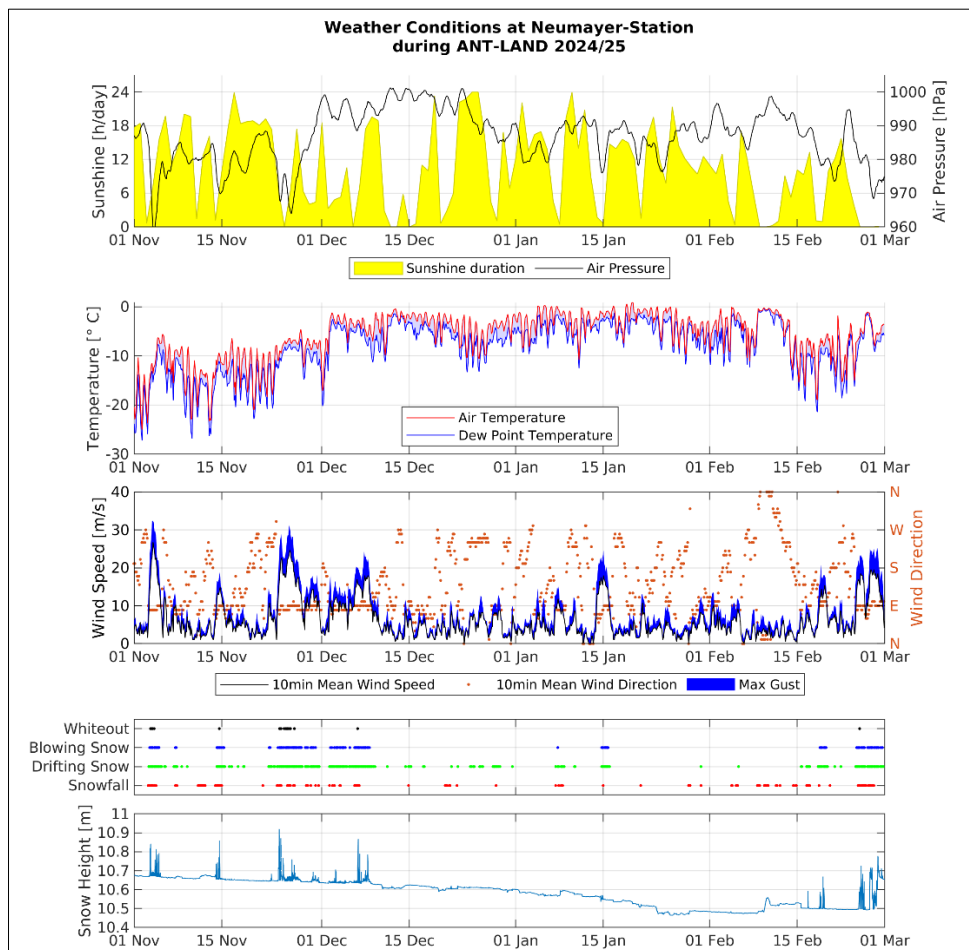 Weather Conditions at Neumayer-Station
during ANT-LAND 2024/25
Sunshine [h/day]
24
18
12
6
0
1000
990
980
970
960
Air Pressure [hPa]
01 Nov 15 Nov 01 Dec 15 Dec 01 Jan 15 Jan 01 Feb 15 Feb 01 Mar
Sunshine duration Air Pressure
Temperature [° C]
0
-10
-20
-30
Air Temperature
Dew Point Temperature
01 Nov 15 Nov 01 Dec 15 Dec 01 Jan 15 Jan 01 Feb 15 Feb 01 Mar
Wind Speed [m/s]
40
30
20
10
0
N
W
S
E
N
Wind Direction
01 Nov 15 Nov 01 Dec 15 Dec 01 Jan 15 Jan 01 Feb 15 Feb 01 Mar
10min Mean Wind Speed 10min Mean Wind Direction Max Gust
Whiteout
Blowing Snow
Drifting Snow
Snowfall
Snow Height [m]
11
10.9
10.8
10.7
10.6
10.5
10.4
01 Nov 15 Nov 01 Dec 15 Dec 01 Jan 15 Jan 01 Feb 15 Feb 01 Mar